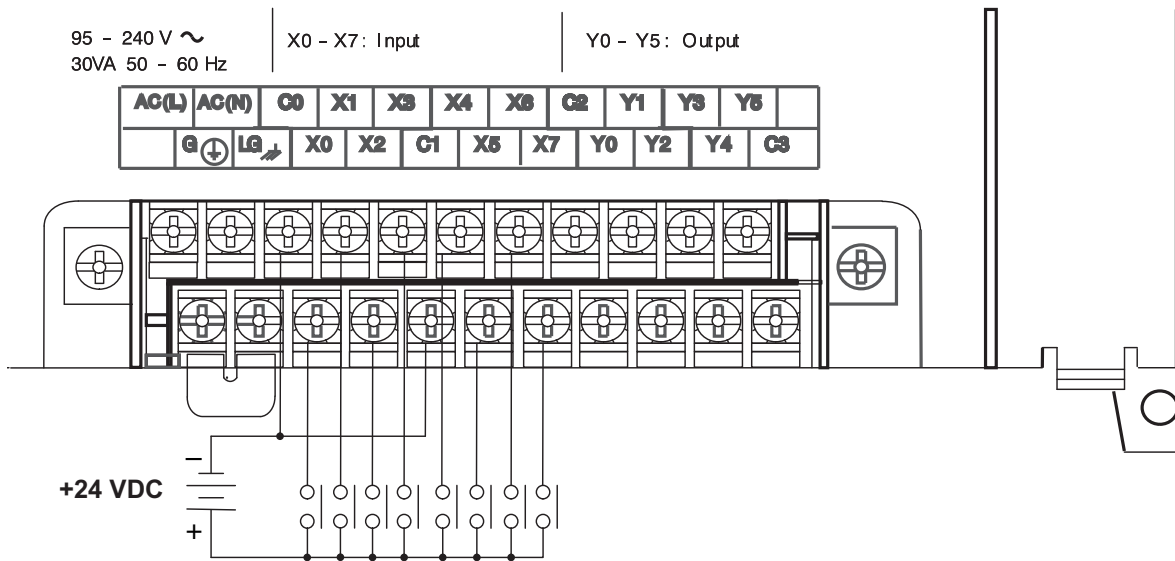 95 - 240 V ~
30VA 50 - 60 Hz
X0 - X7: Input
Y0 - Y5: Output
AC(L) AC(N) C0 X1 X3 X4 X6 C2 Y1 Y3 Y5
G LG X0 X2 C1 X5 X7 Y0 Y2 Y4 C3
−
+24 VDC
+